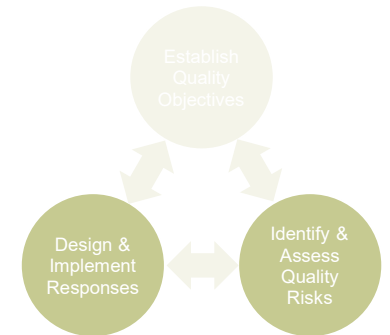 Establish
Quality
Objectives
Design &
Implement
Responses
Identify &
Assess
Quality
Risks